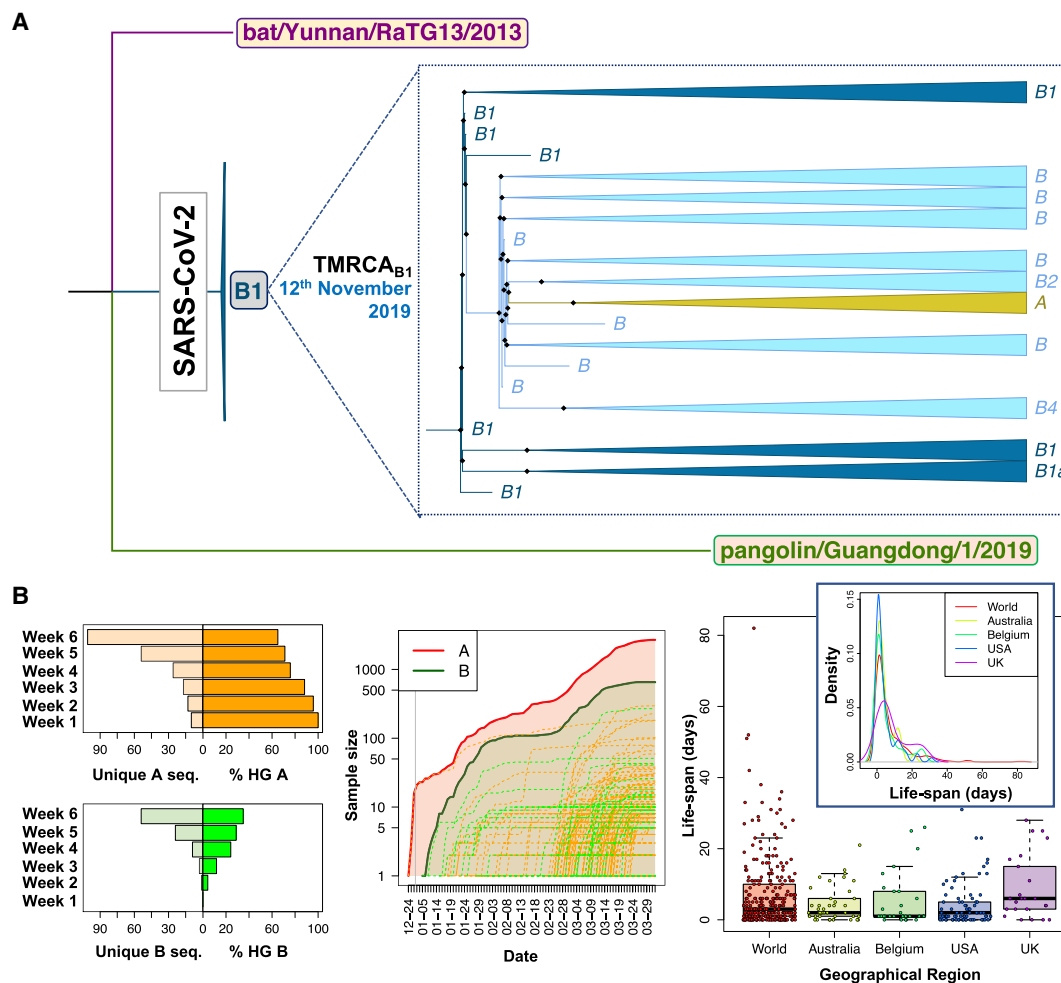 A
bat/Yunnan/RaTG13/2013
SARS-CoV-2
B1
TMRCAB1
12th November
2019
B1
B1
B1
B1
B
B
B
B
B
B2
A
B
B
B
B
B4
B1
B1
B1a
B1
pangolin/Guangdong/1/2019
B
Week 6
Week 5
Week 4
Week 3
Week 2
Week 1
90 60 30 0 20 60 100
Unique A seq. % HG A
Week 6
Week 5
Week 4
Week 3
Week 2
Week 1
90 60 30 0 20 60 100
Unique B seq. % HG B
A
B
Sample size
1000
500
100
50
10
5
1
12-24
01-05
01-09
01-14
01-19
01-24
01-29
02-03
02-08
02-13
02-18
02-23
02-28
03-04
03-09
03-14
03-19
03-24
03-29
Date
Life-span (days)
80
60
40
20
0
World Australia Belgium USA UK
Geographical Region
Density
0.15
0.10
0.05
0.00
World
Australia
Belgium
USA
UK
0 20 40 60 80
Life-span (days)